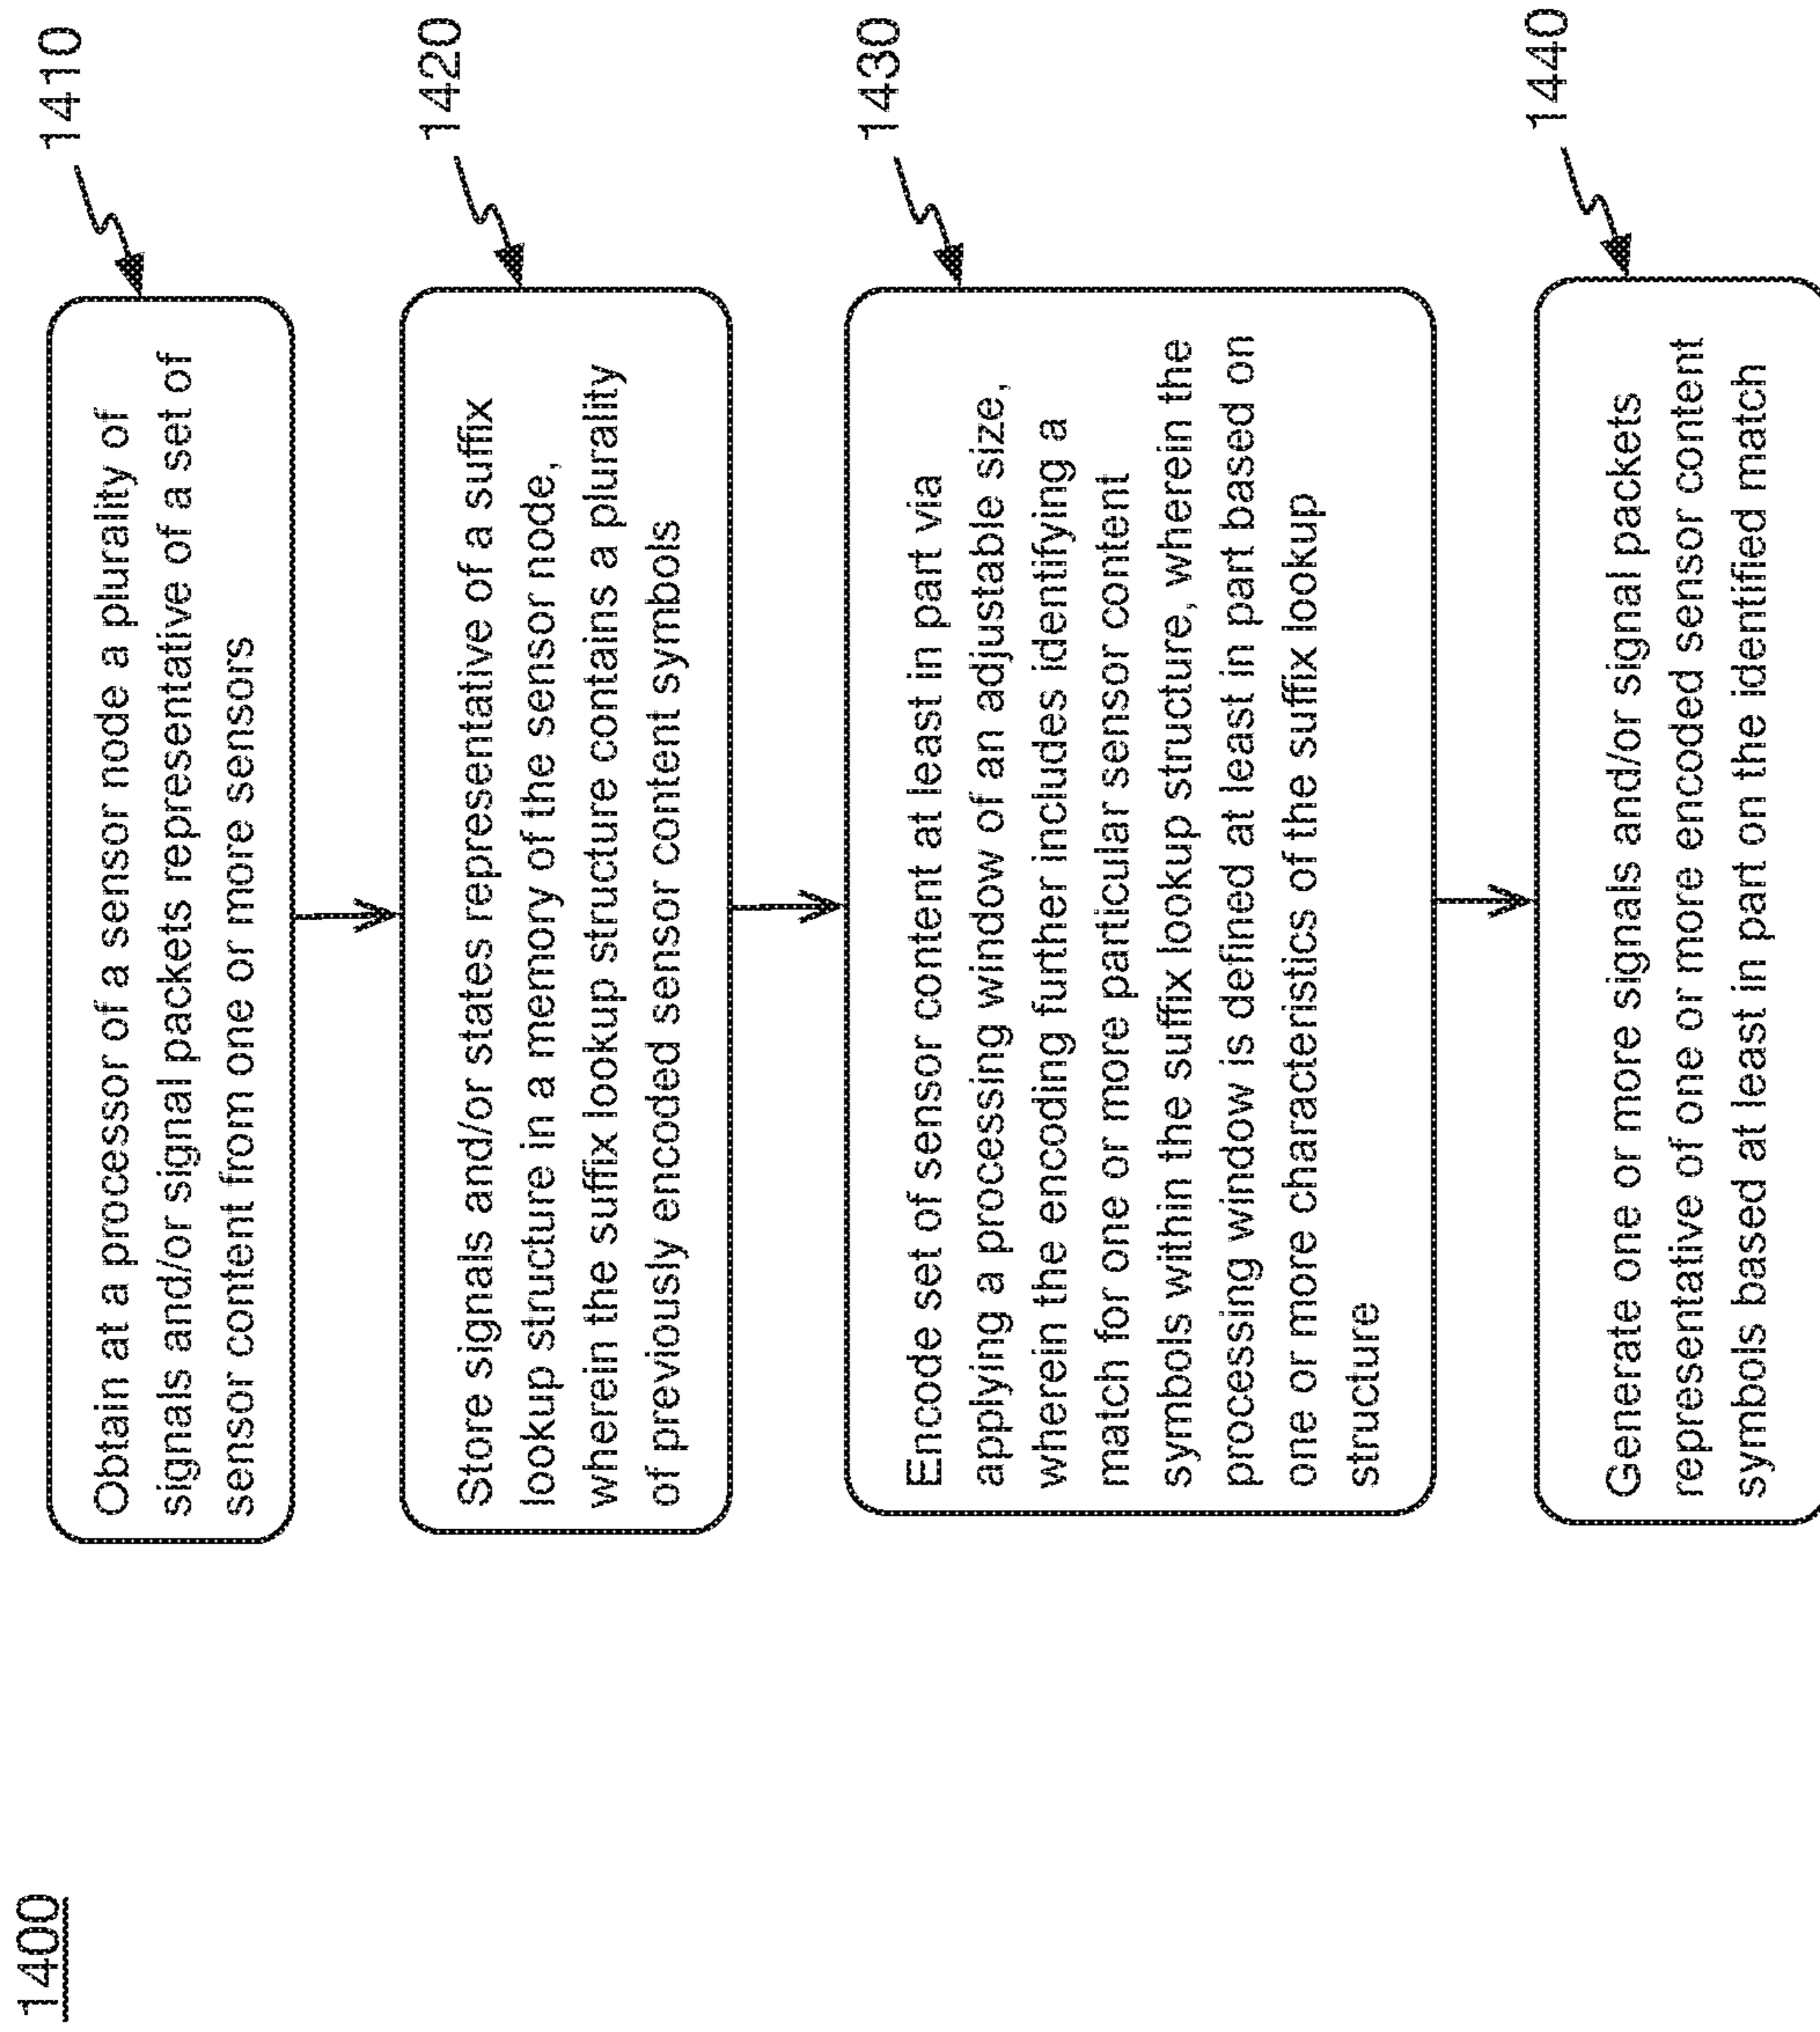 1400
Obtain at a processor of a sensor node a plurality of
signals and/or signal packets representative of a set of
sensor content from one or more sensors
1410
Store signals and/or states representative of a suffix
lookup structure in a memory of the sensor node,
wherein the suffix lookup structure contains a plurality
of previously encoded sensor content symbols
1420
Encode set of sensor content at least in part via
applying a processing window of an adjustable size,
wherein the encoding further includes identifying a
match for one or more particular sensor content
symbols within the suffix lookup structure, wherein the
processing window is defined at least in part based on
one or more characteristics of the suffix lookup
structure
1430
Generate one or more signals and/or signal packets
representative of one or more encoded sensor content
symbols based at least in part on the identified match
1440